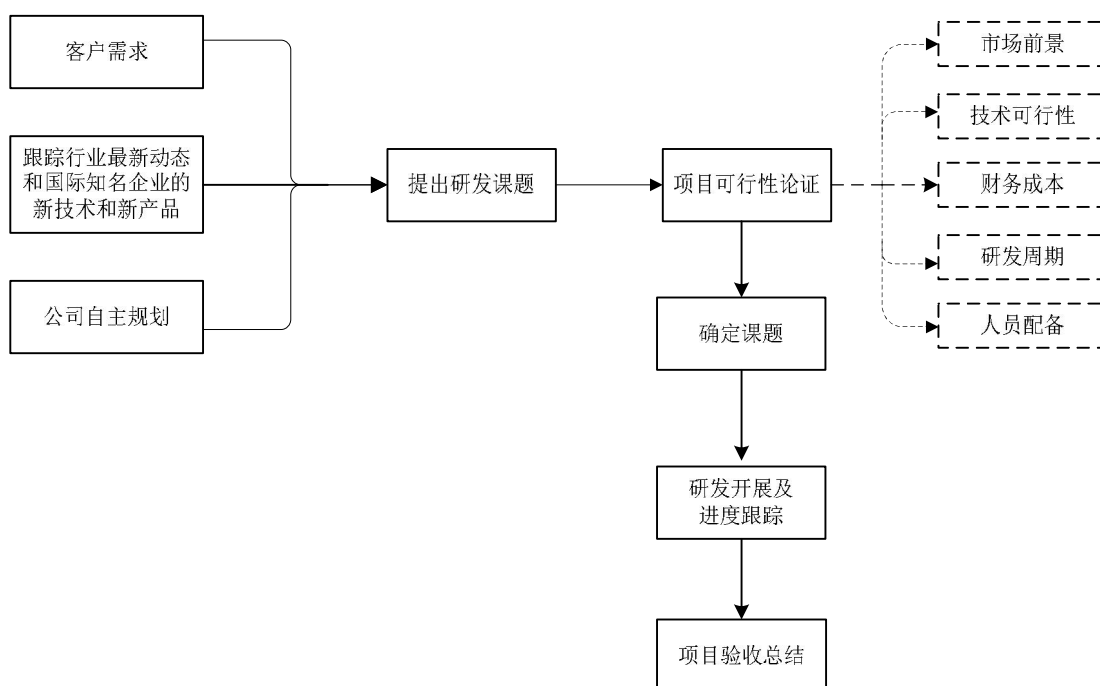 客户需求
跟踪行业最新动态
和国际知名企业的
新技术和新产品
公司自主规划
提出研发课题
项目可行性论证
市场前景
技术可行性
财务成本
研发周期
人员配备
确定课题
研发开展及
进度跟踪
项目验收总结